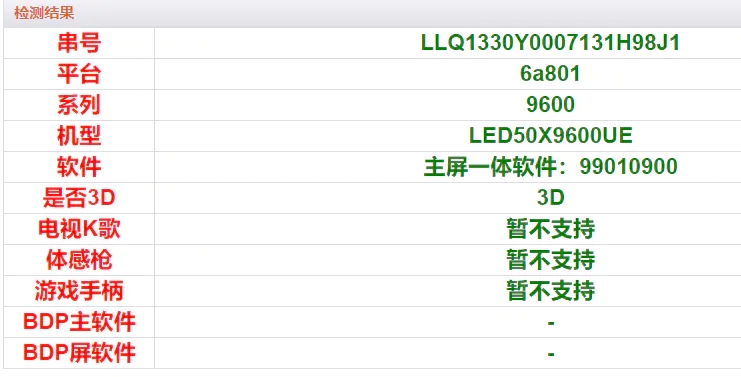 检测结果
串号 LLQ1330Y0007131H98J1
平台 6a801
系列 9600
机型 LED50X9600UE
软件 主屏一体软件：99010900
是否3D 3D
电视K歌 暂不支持
体感枪 暂不支持
游戏手柄 暂不支持
BDP主软件 -
BDP屏软件 -